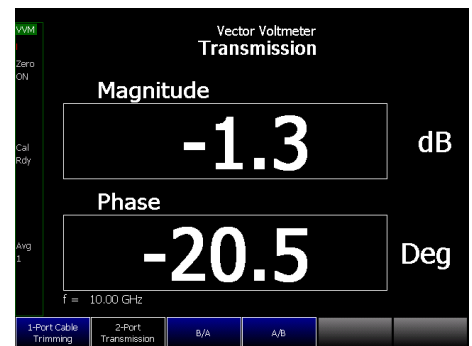 VVM
Vector Voltmeter
Transmission
Zero
ON
Magnitude
-1.3
dB
Cal
Rdy
Phase
-20.5
Deg
Avg
1
f = 10.00 GHz
1-Port Cable
Trimming
2-Port
Transmission
B/A
A/B